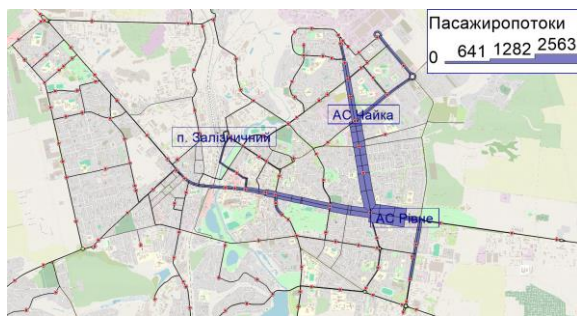 Пасажиропотоки
0 641 1282 2563
АС Чайка
п. Залізничний
АС Рівне